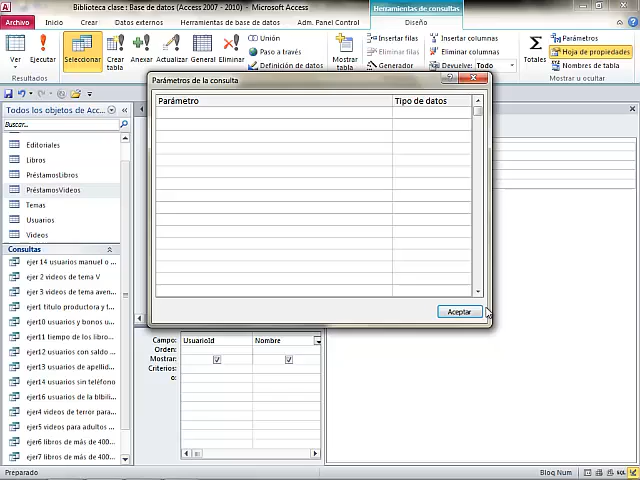 Biblioteca clase : Base de datos (Access 2007 - 2010) - Microsoft Access
Herramientas de consultas
Archivo Inicio Crear Datos externos Herramientas de base de datos Adm. Panel Control Diseño
Ver Ejecutar Seleccionar Crear tabla Anexar Actualizar General Eliminar
Unión
Paso a través
Definición de datos
Mostrar tabla
Insertar filas
Eliminar filas
Generador
Insertar columnas
Eliminar columnas
Devuelve: Todo
Totales
Parámetros
Hoja de propiedades
Nombres de tabla
Resultados
Mostrar u ocultar
Parámetros de la consulta
Parámetro Tipo de datos
Aceptar
Todos los objetos de Acc...
Buscar...
Editoriales
Libros
PréstamosLibros
PréstamosVideos
Temas
Usuarios
Videos
Consultas
ejer 14 usuarios manuel o ...
ejer 2 videos de tema V
ejer 3 videos de tema aven...
ejer1 titulo productora y t...
ejer10 usuarios y bonos u...
ejer11 tiempo de los libro...
ejer12 usuarios con saldo ...
ejer13 usuarios de apellid...
ejer14 usuarios sin teléfono
ejer16 usuarios de la blbili...
ejer4 videos de terror para...
ejer5 videos para adultos ...
ejer6 libros de más de 400...
ejer7 libros de más de 400...
Campo: UsuarioId Nombre
Orden:
Mostrar:
Criterios:
o:
Preparado
Bloq Num
SQL